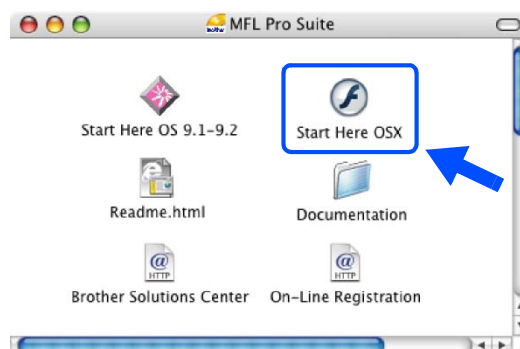 MFL Pro Suite
Start Here OS 9.1-9.2
Start Here OSX
Readme.html
Documentation
@
HTTP
@
HTTP
Brother Solutions Center
On-Line Registration